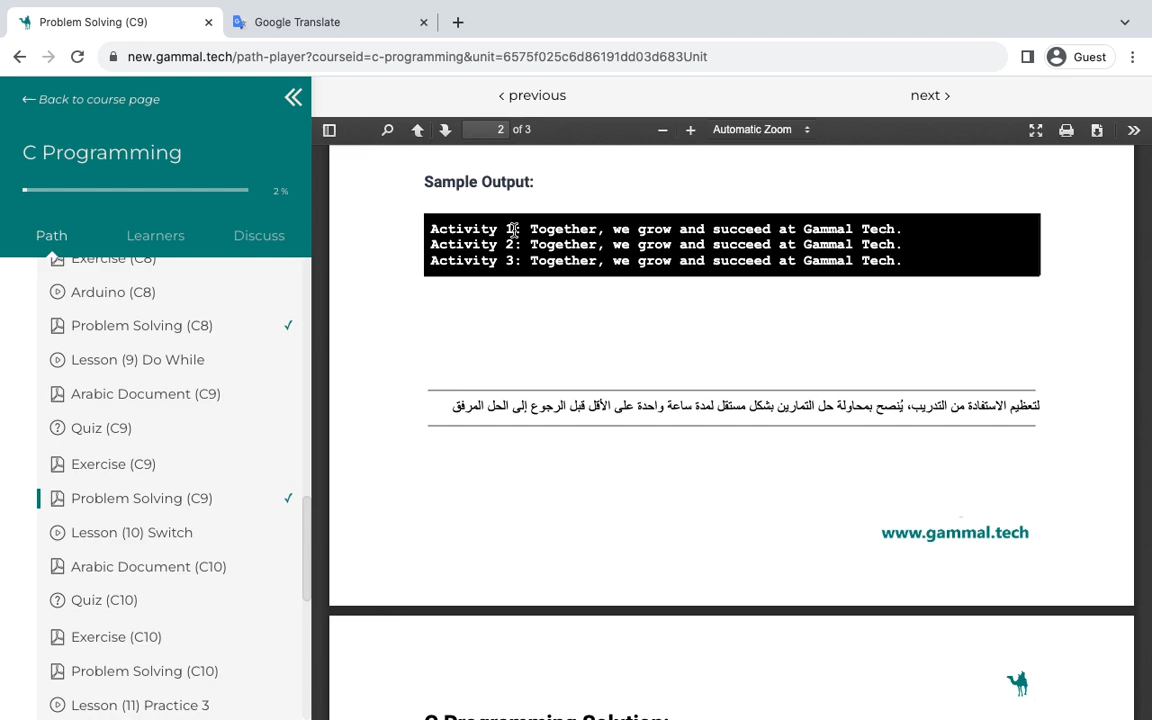 Problem Solving (C9)
Google Translate
new.gammal.tech/path-player?courseid=c-programming&unit=6575f025c6d86191dd03d683Unit
Guest
Back to course page
previous
next
2 of 3
Automatic Zoom
C Programming
2 %
Path
Learners
Discuss
Exercise (C8)
Arduino (C8)
Problem Solving (C8)
Lesson (9) Do While
Arabic Document (C9)
Quiz (C9)
Exercise (C9)
Problem Solving (C9)
Lesson (10) Switch
Arabic Document (C10)
Quiz (C10)
Exercise (C10)
Problem Solving (C10)
Lesson (11) Practice 3
Sample Output:
Activity 1: Together, we grow and succeed at Gammal Tech.
Activity 2: Together, we grow and succeed at Gammal Tech.
Activity 3: Together, we grow and succeed at Gammal Tech.
لتعظيم الاستفادة من التدريب، يُنصح بمحاولة حل التمارين بشكل مستقل لمدة ساعة واحدة على الأقل قبل الرجوع إلى الحل المرفق
www.gammal.tech
C Programming Solution: